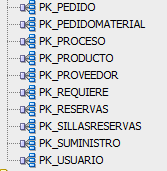 PK_PEDIDO
PK_PEDIDOMATERIAL
PK_PROCESO
PK_PRODUCTO
PK_PROVEEDOR
PK_REQUIERE
PK_RESERVAS
PK_SILLASRESERVAS
PK_SUMINISTRO
PK_USUARIO